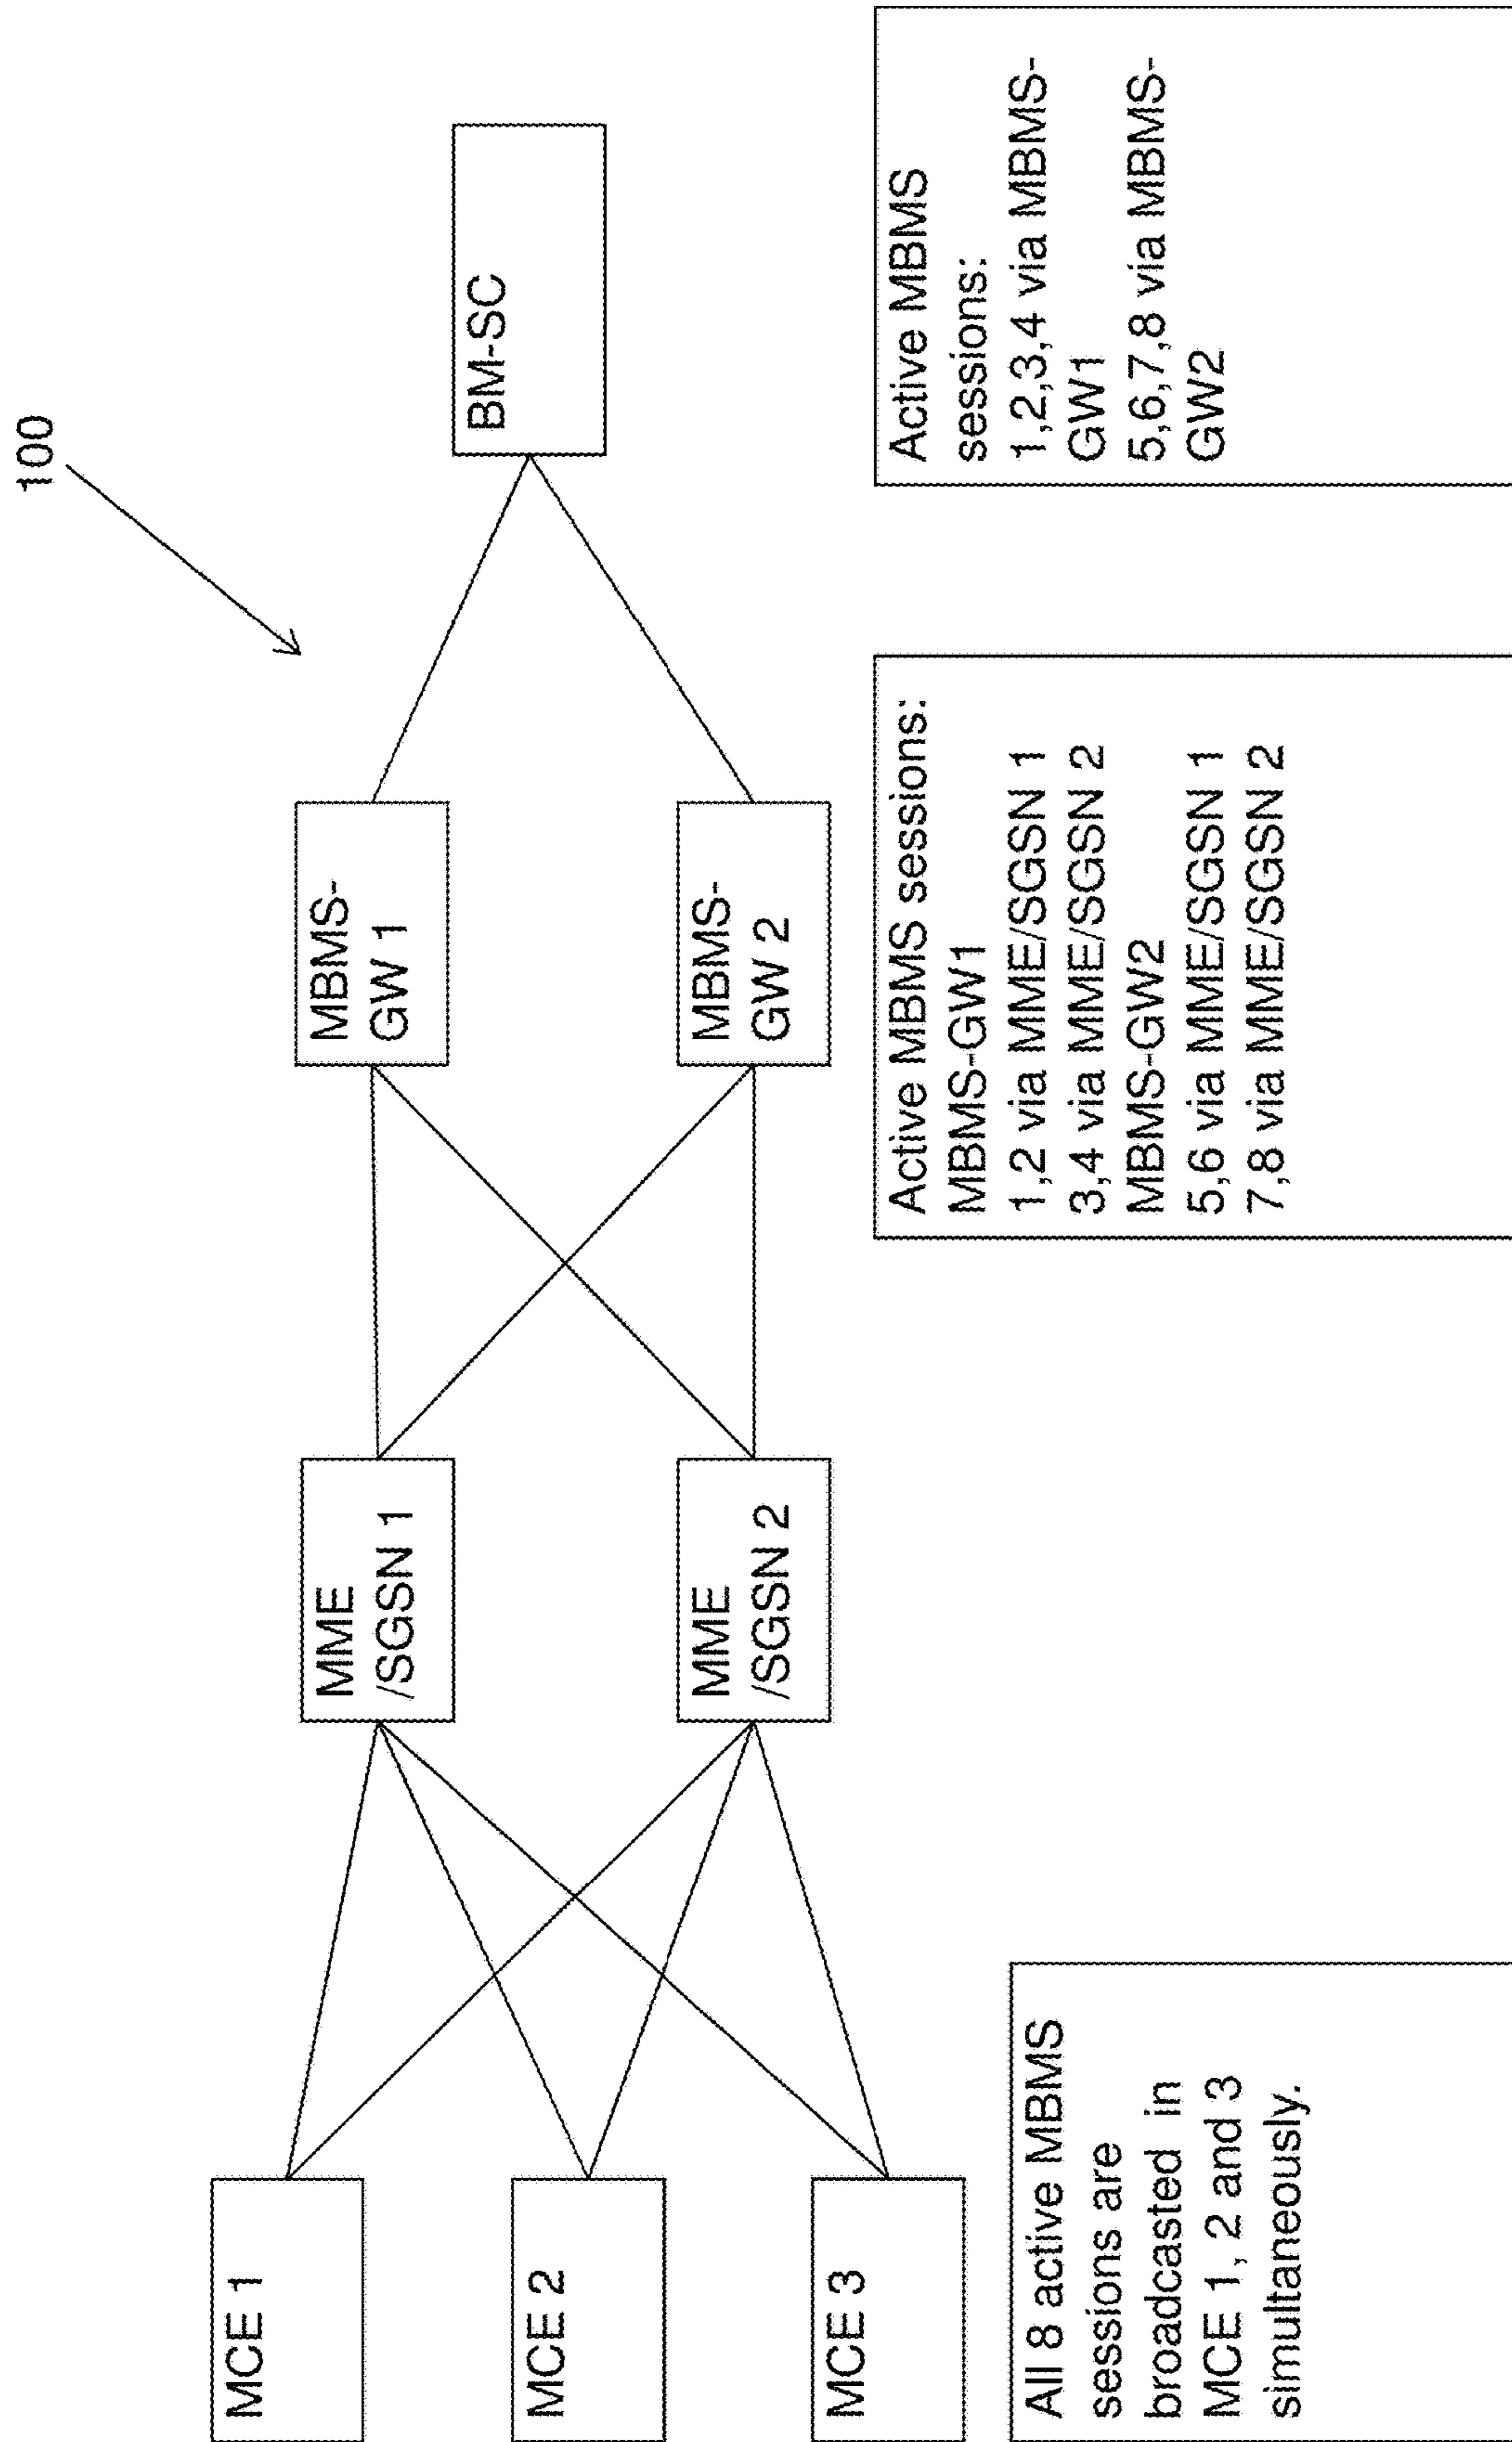 100
MCE 1
MCE 2
MCE 3
MME
/SGSN 1
MME
/SGSN 2
MBMS-
GW 1
MBMS-
GW 2
BM-SC
All 8 active MBMS
sessions are
broadcasted in
MCE 1, 2 and 3
simultaneously.
Active MBMS sessions:
MBMS-GW1
1,2 via MME/SGSN 1
3,4 via MME/SGSN 2
MBMS-GW2
5,6 via MME/SGSN 1
7,8 via MME/SGSN 2
Active MBMS
sessions:
1,2,3,4 via MBMS-
GW1
5,6,7,8 via MBMS-
GW2